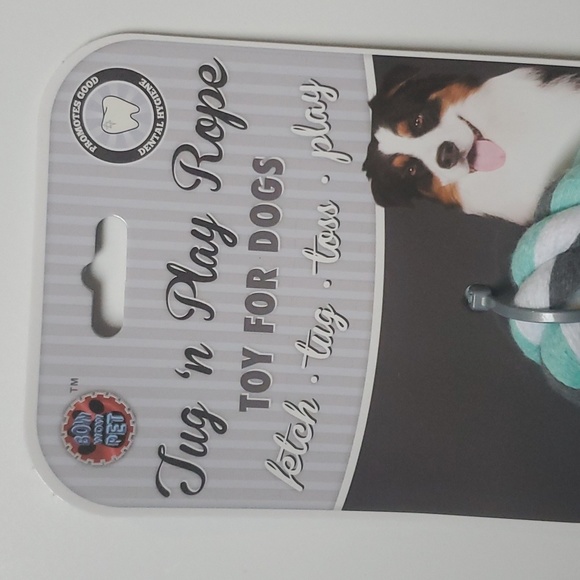 BOW
WOW
PET
TM
PROMOTES GOOD
DENTAL HYGIENE
Tug 'n Play Rope
TOY FOR DOGS
fetch · tug · toss · play